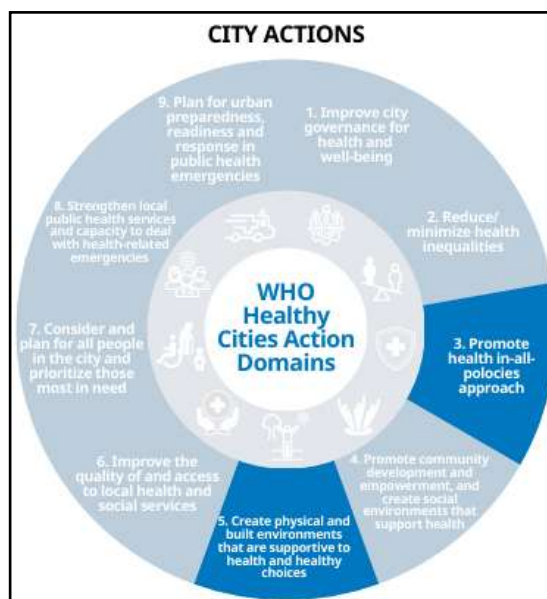 CITY ACTIONS
9. Plan for urban
preparedness,
readiness and
response in
public health
emergencies
1. Improve city
governance for
health and
well-being
8. Strengthen local
public health services
and capacity to deal
with health-related
emergencies
2. Reduce/
minimize health
inequalities
WHO
Healthy
Cities Action
Domains
7. Consider and
plan for all people
in the city and
prioritize those
most in need
3. Promote
health in-all-
polocies
approach
6. Improve the
quality of and access
to local health and
social services
4. Promote community
development and
empowerment, and
create social
environments that
support health
5. Create physical and
built environments
that are supportive to
health and healthy
choices